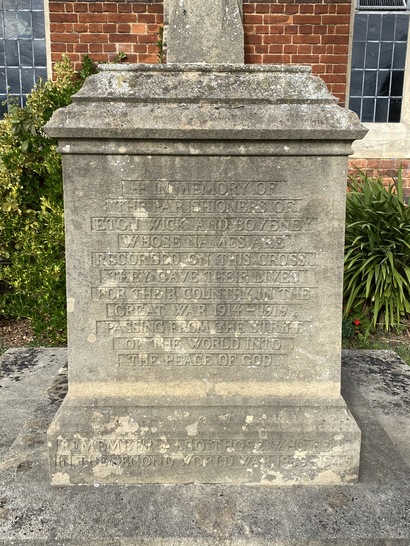 ✠ IN MEMORY OF
THE PARISHIONERS OF
ETON WICK AND BOVENEY
WHOSE NAMES ARE
RECORDED ON THIS CROSS.
THEY GAVE THEIR LIVES
FOR THEIR COUNTRY IN THE
GREAT WAR 1914–1919.
PASSING FROM THE STRIFE
OF THE WORLD INTO
THE PEACE OF GOD
REMEMBER ALSO THOSE WHO
IN THE SECOND WORLD WAR 1939–1945